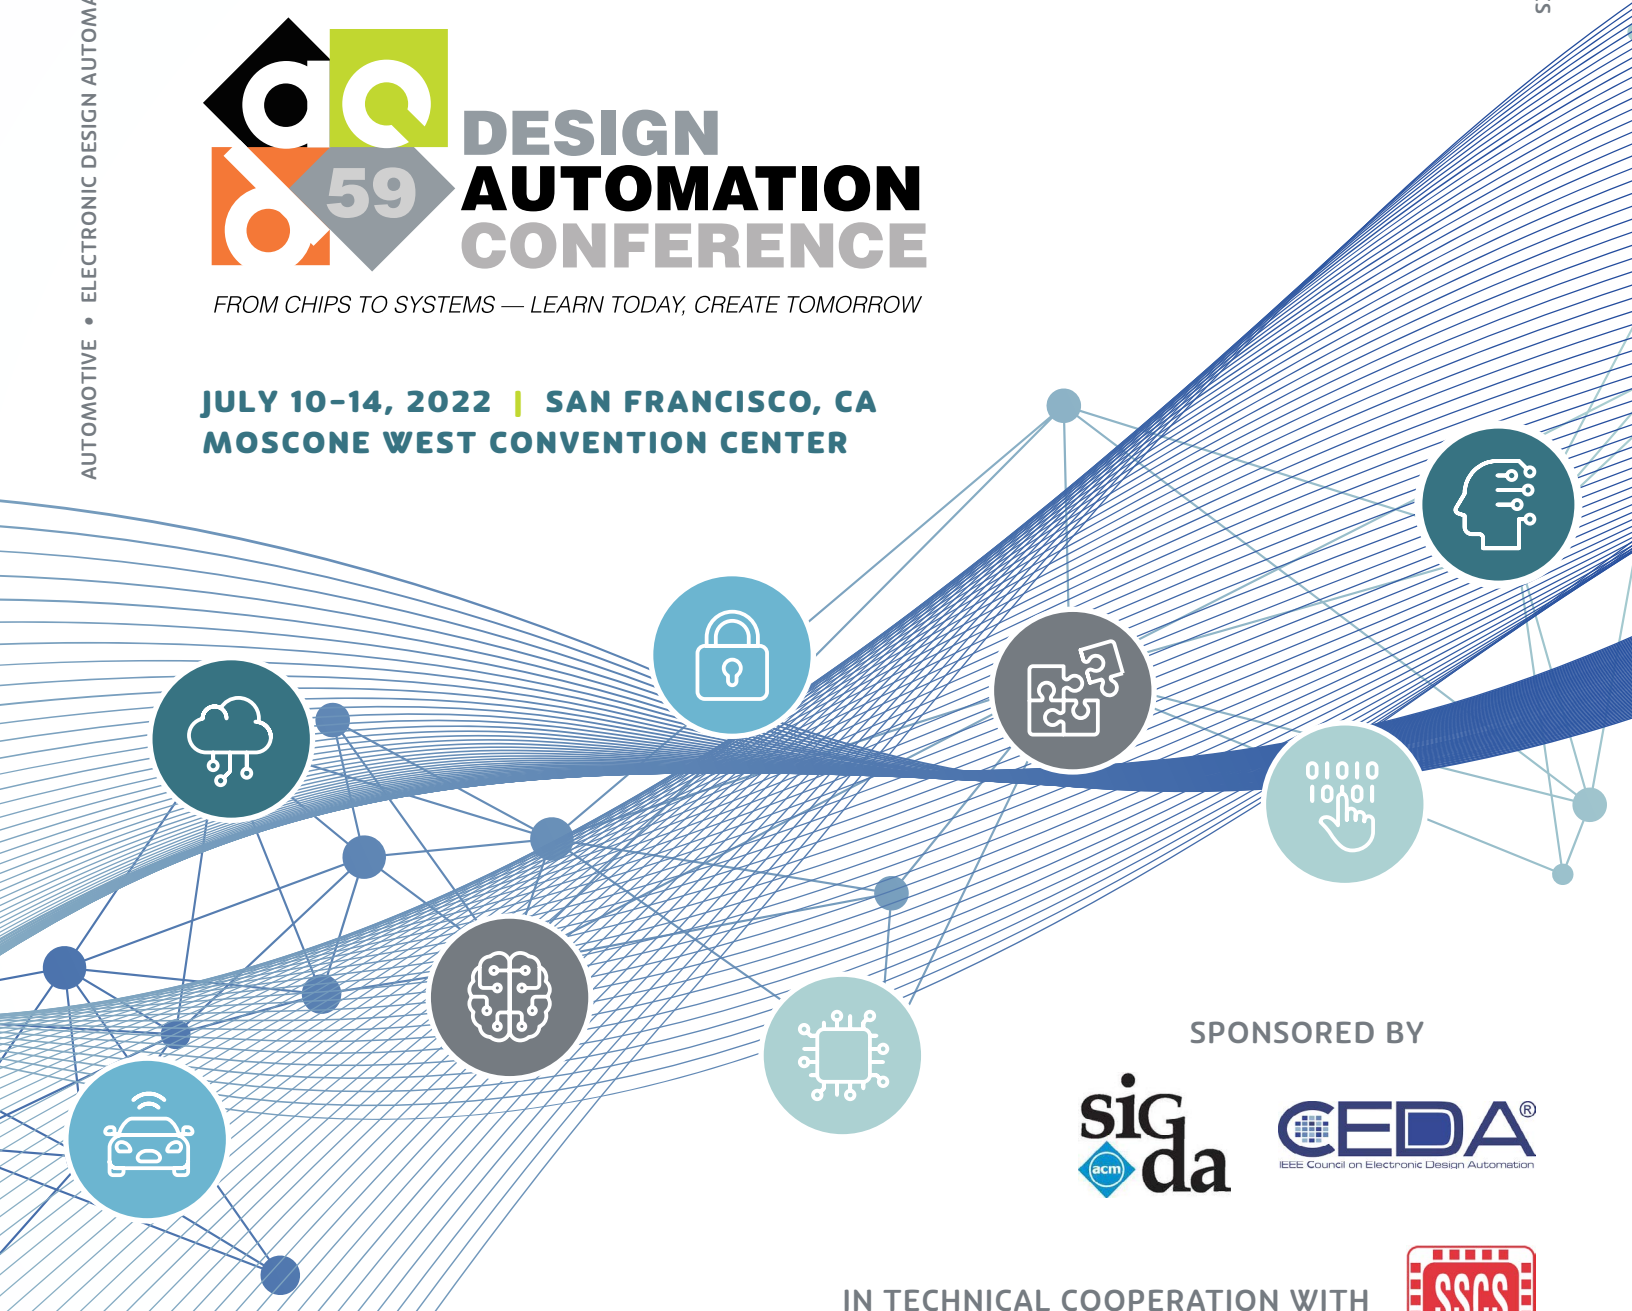 AUTOMOTIVE • ELECTRONIC DESIGN
dac
59
DESIGN
AUTOMATION
CONFERENCE
FROM CHIPS TO SYSTEMS — LEARN TODAY, CREATE TOMORROW
JULY 10-14, 2022 | SAN FRANCISCO, CA
MOSCONE WEST CONVENTION CENTER
01010
10101
SPONSORED BY
sigda
acm
CEDA®
IEEE Council on Electronic Design Automation
IN TECHNICAL COOPERATION WITH
SSCS